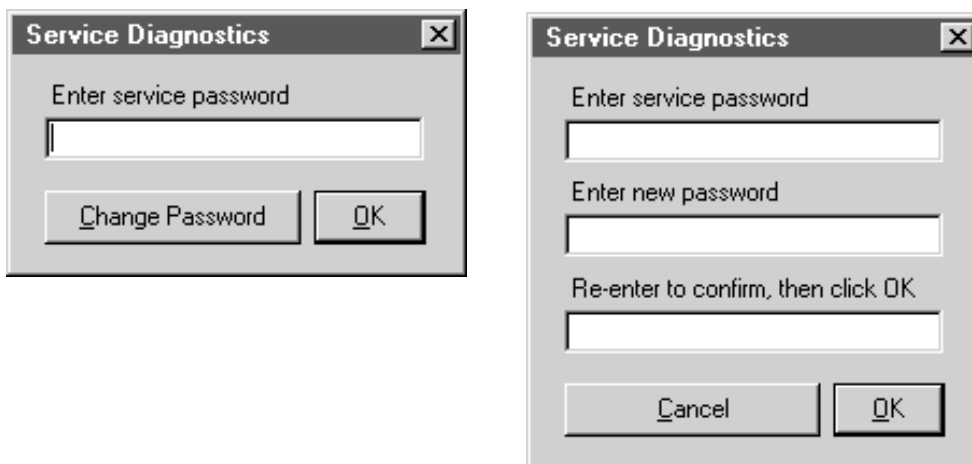 Service Diagnostics
Enter service password
Change Password OK
Service Diagnostics
Enter service password
Enter new password
Re-enter to confirm, then click OK
Cancel OK